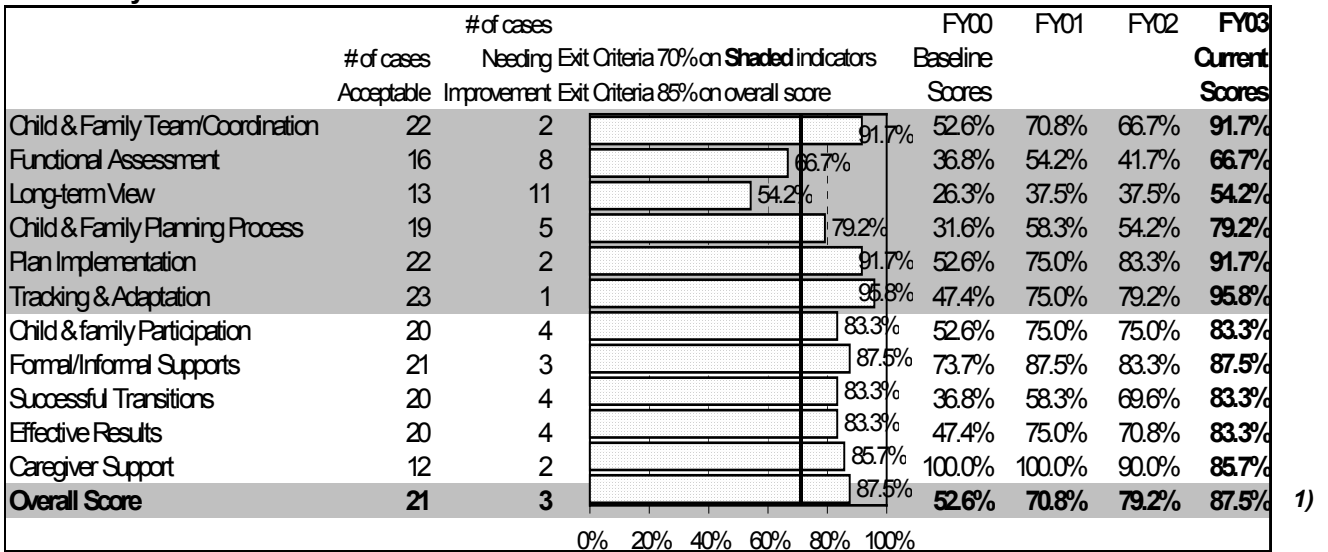 # of cases FY00 FY01 FY02 FY03
# of cases Needing Exit Criteria 70% on Shaded indicators Baseline Current
Acceptable Improvement Exit Criteria 85% on overall score Scores Scores
Child & Family Team/Coordination 22 2 91.7% 52.6% 70.8% 66.7% 91.7%
Functional Assessment 16 8 66.7% 36.8% 54.2% 41.7% 66.7%
Long-term View 13 11 54.2% 26.3% 37.5% 37.5% 54.2%
Child & Family Planning Process 19 5 79.2% 31.6% 58.3% 54.2% 79.2%
Plan Implementation 22 2 91.7% 52.6% 75.0% 83.3% 91.7%
Tracking & Adaptation 23 1 95.8% 47.4% 75.0% 79.2% 95.8%
Child & family Participation 20 4 83.3% 52.6% 75.0% 75.0% 83.3%
Formal/Informal Supports 21 3 87.5% 73.7% 87.5% 83.3% 87.5%
Successful Transitions 20 4 83.3% 36.8% 58.3% 69.6% 83.3%
Effective Results 20 4 83.3% 47.4% 75.0% 70.8% 83.3%
Caregiver Support 12 2 85.7% 100.0% 100.0% 90.0% 85.7%
Overall Score 21 3 87.5% 52.6% 70.8% 79.2% 87.5% 1)
0% 20% 40% 60% 80% 100%